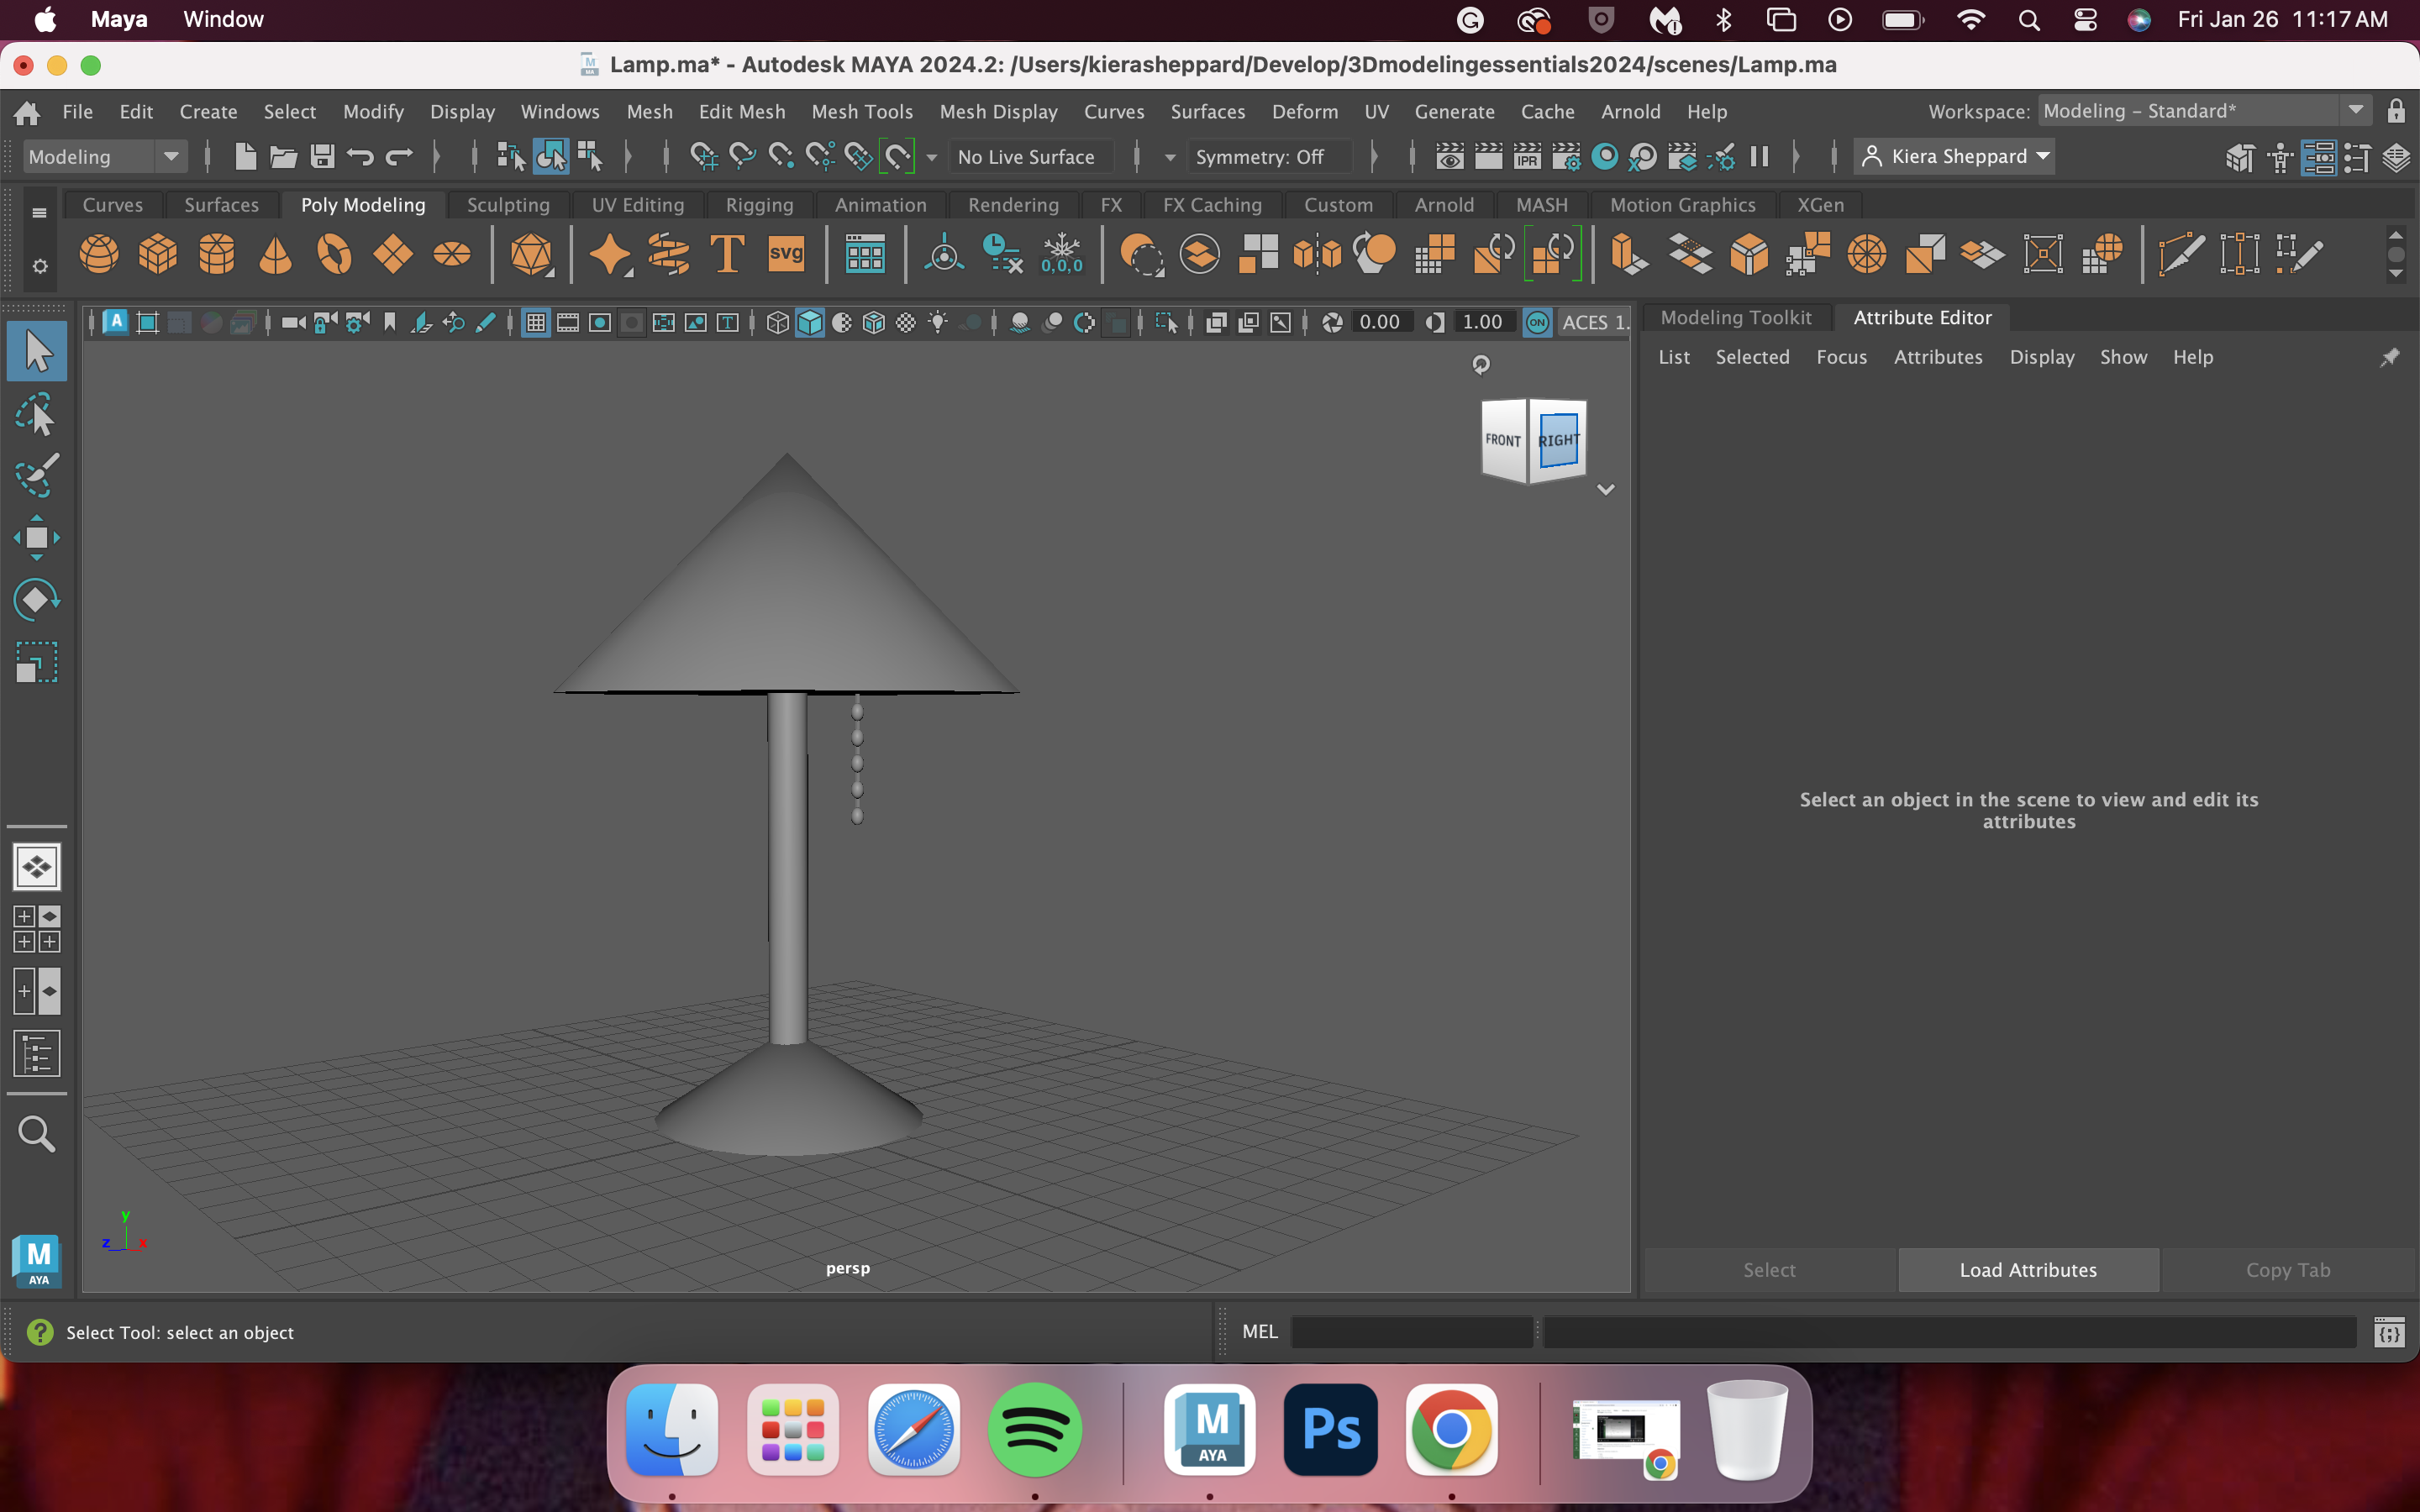 Maya Window Fri Jan 26 11:17 AM
Lamp.ma* - Autodesk MAYA 2024.2: /Users/kierasheppard/Develop/3Dmodelingessentials2024/scenes/Lamp.ma
File Edit Create Select Modify Display Windows Mesh Edit Mesh Mesh Tools Mesh Display Curves Surfaces Deform UV Generate Cache Arnold Help Workspace: Modeling - Standard*
Modeling No Live Surface Symmetry: Off IPR Kiera Sheppard
Curves Surfaces Poly Modeling Sculpting UV Editing Rigging Animation Rendering FX FX Caching Custom Arnold MASH Motion Graphics XGen
T svg 0,0,0
A T 0.00 1.00 ON ACES 1.
Modeling Toolkit Attribute Editor
List Selected Focus Attributes Display Show Help
FRONT RIGHT
Select an object in the scene to view and edit its
attributes
y
z x
persp
M
AYA
Select Load Attributes Copy Tab
Select Tool: select an object MEL
M
AYA
Ps